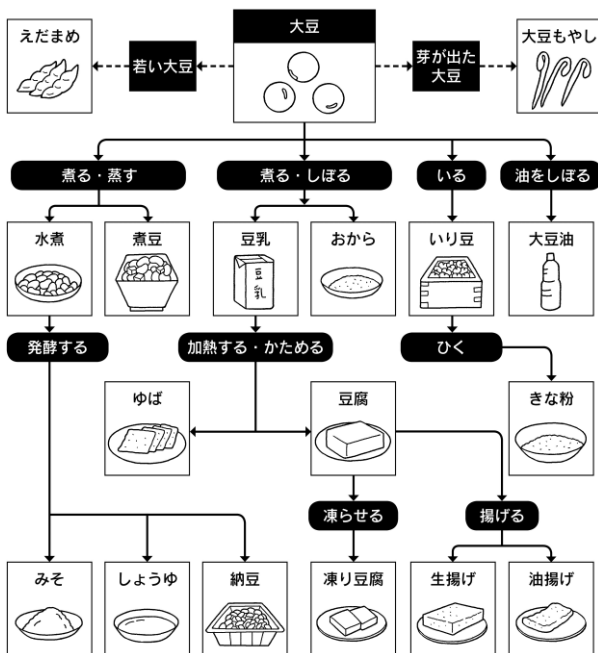 大豆
えだまめ
若い大豆
芽が出た
大豆
大豆もやし
煮る・蒸す
煮る・しぼる
いる
油をしぼる
水煮
煮豆
豆乳
豆
乳
おから
いり豆
大豆油
発酵する
加熱する・かためる
ひく
ゆば
豆腐
きな粉
凍らせる
揚げる
みそ
しょうゆ
納豆
凍り豆腐
生揚げ
油揚げ